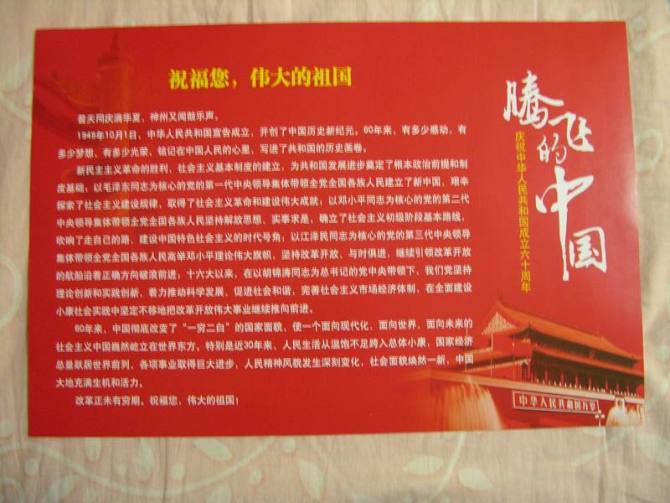 祝福您，伟大的祖国
普天同庆满华夏，神州又闻鼓乐声。
1949年10月1日，中华人民共和国宣告成立，开创了中国历史新纪元。60年来，有多少感动，有
多少梦想、有多少光荣、铭记在中国人民的心里，写进了共和国的历史画卷。
新民主主义革命的胜利，社会主义基本制度的建立，为共和国发展进步奠定了根本政治前提和制
度基础，以毛泽东同志为核心的党的第一代中央领导集体带领全党全国各族人民建立了新中国，艰辛
探索了社会主义建设规律，取得了社会主义革命和建设伟大成就；以邓小平同志为核心的党的第二代
中央领导集体带领全党全国各族人民坚持解放思想、实事求是，确立了社会主义初级阶段基本路线，
吹响了走自己的路，建设中国特色社会主义的时代号角；以江泽民同志为核心的党的第三代中央领导
集体带领全党全国各族人民高举邓小平理论伟大旗帜，坚持改革开放、与时俱进，继续引领改革开放
的航船沿着正确方向破浪前进；十六大以来，在以胡锦涛同志为总书记的党中央带领下，我们党坚持
理论创新和实践创新，着力推动科学发展、促进社会和谐，完善社会主义市场经济体制，在全面建设
小康社会实践中坚定不移地把改革开放伟大事业继续推向前进。
60年来，中国彻底改变了“一穷二白”的国家面貌，使一个面向现代化、面向世界、面向未来的
社会主义中国巍然屹立在世界东方。特别是近30年来，人民生活从温饱不足跨入总体小康，国家经济
总量跃居世界前列，各项事业取得巨大进步，人民精神风貌发生深刻变化，社会面貌焕然一新，中国
大地充满生机和活力。
改革正未有穷期。祝福您，伟大的祖国！
腾飞的中国
庆祝中华人民共和国成立六十周年
中华人民共和国万岁